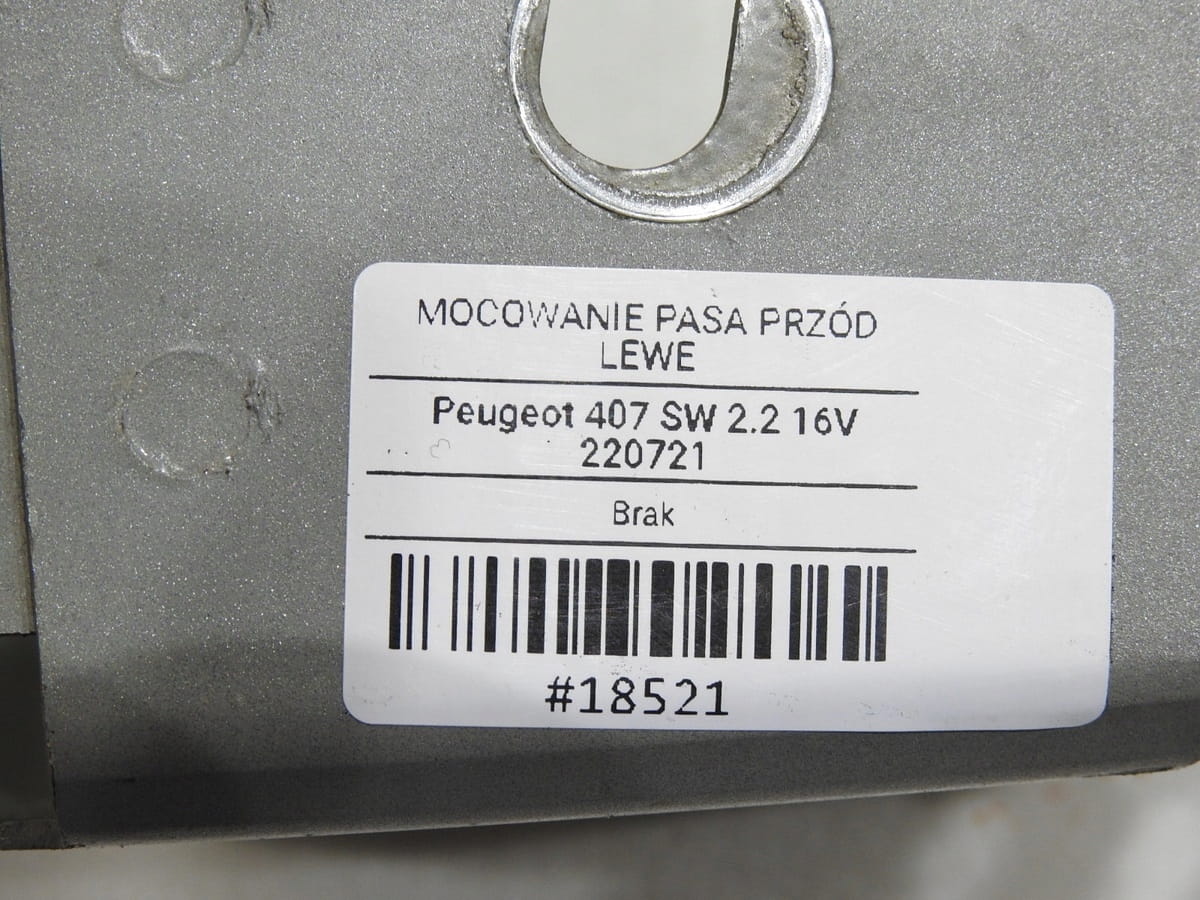 MOCOWANIE PASA PRZÓD
LEWE
Peugeot 407 SW 2.2 16V
220721
Brak
#18521